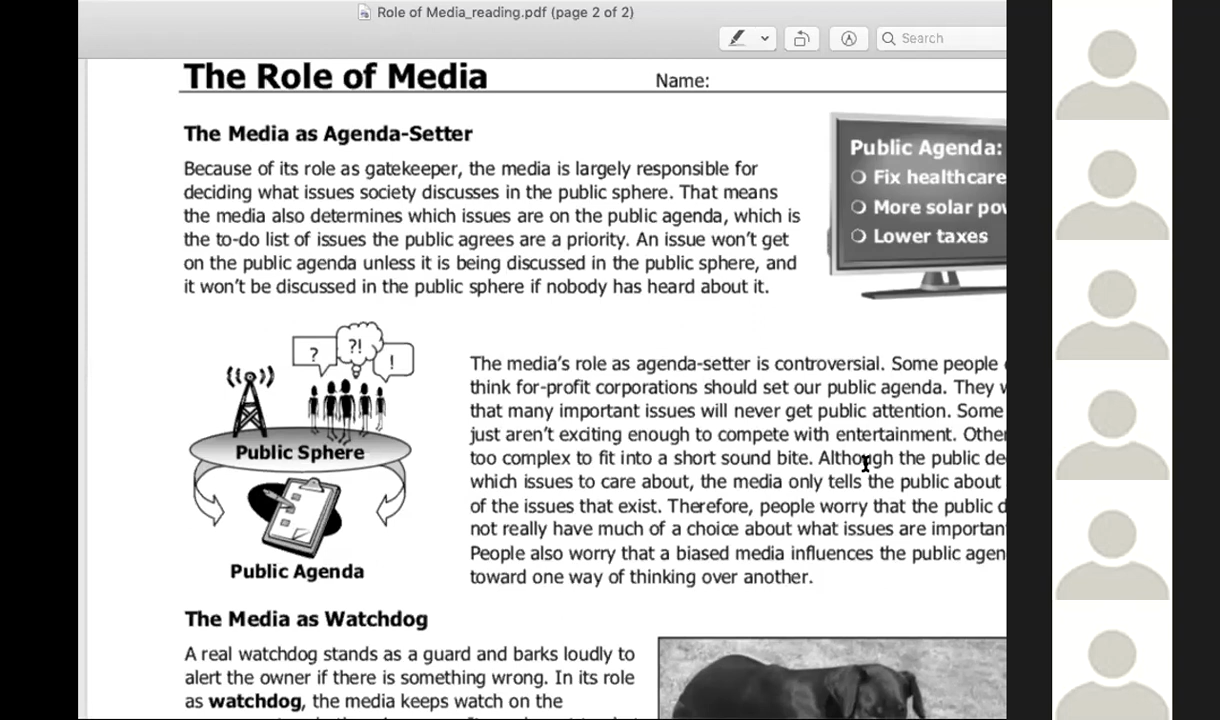 Role of Media_reading.pdf (page 2 of 2)
Search
The Role of Media
Name:
The Media as Agenda-Setter
Because of its role as gatekeeper, the media is largely responsible for
deciding what issues society discusses in the public sphere. That means
the media also determines which issues are on the public agenda, which is
the to-do list of issues the public agrees are a priority. An issue won't get
on the public agenda unless it is being discussed in the public sphere, and
it won't be discussed in the public sphere if nobody has heard about it.
Public Agenda:
Fix healthcare
More solar
Lower taxes
?
?!
!
Public Sphere
Public Agenda
The media's role as agenda-setter is controversial. Some people
think for-profit corporations should set our public agenda. They
that many important issues will never get public attention. Some
just aren't exciting enough to compete with entertainment.
too complex to fit into a short sound bite. Although the public
which issues to care about, the media only tells the public about
of the issues that exist. Therefore, people worry that the public
not really have much of a choice about what issues are
People also worry that a biased media influences the public
toward one way of thinking over another.
The Media as Watchdog
A real watchdog stands as a guard and barks loudly to
alert the owner if there is something wrong. In its role
as watchdog, the media keeps watch on the